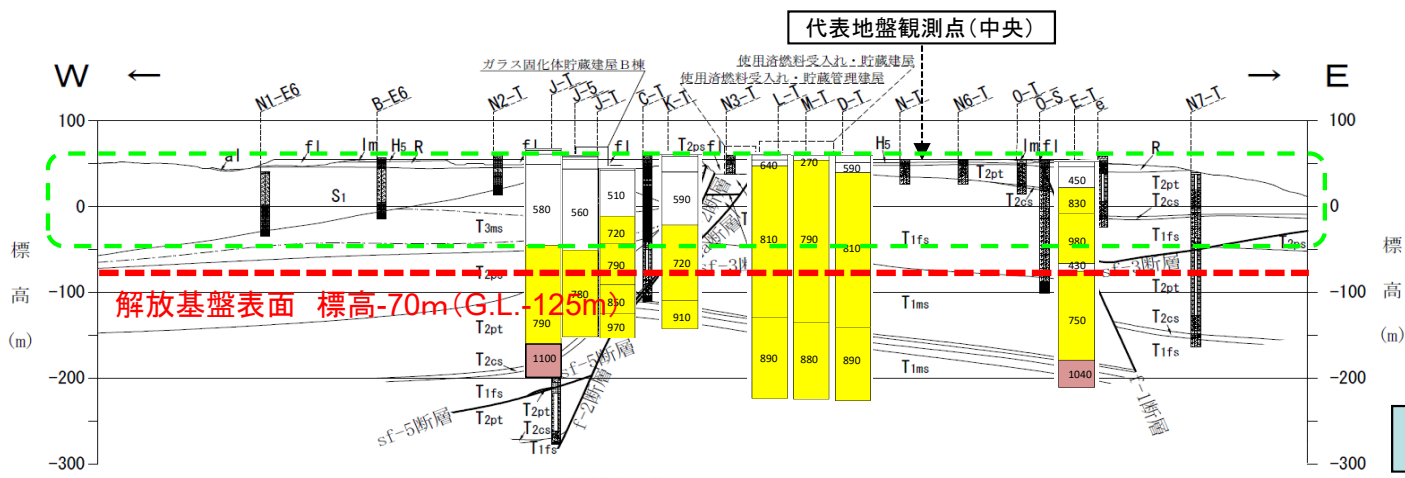 代表地盤観測点(中央)
W ← → E
ガラス固化体貯蔵建屋B棟
使用済燃料受入れ・貯蔵建屋
使用済燃料受入れ・貯蔵管理建屋
N1-E6 B-E6 N2-T J-T J-5 J-T C-T K-T N3-T L-T M-T D-T N-T N6-T O-T O-S E-T e N7-T
100 100
al fl lm H5 R fl fl T2ps fl H5 lm fl R
640 270 590
450
T2pt T2pt
S1 510 590 830 T2cs T2cs
0 0
580 560
T3ms 720 810 790 810 T1fs 980 T1fs
T2ps
790 720 sf-3断層 430 sf-3断層
T2ps
解放基盤表面 標高-70m(G.L.-125m)
-100 -100
780 850 T1ms 750 T2pt
790 970 910
T2pt T2cs
T1fs
T2cs 1100 sf-5断層 890 880 890 T1ms 1040
-200 -200
T1fs
T2pt
sf-5断層 T2pt f-2断層 f-1断層
T2cs
T1fs
-300 -300
標高(m)
標高(m)